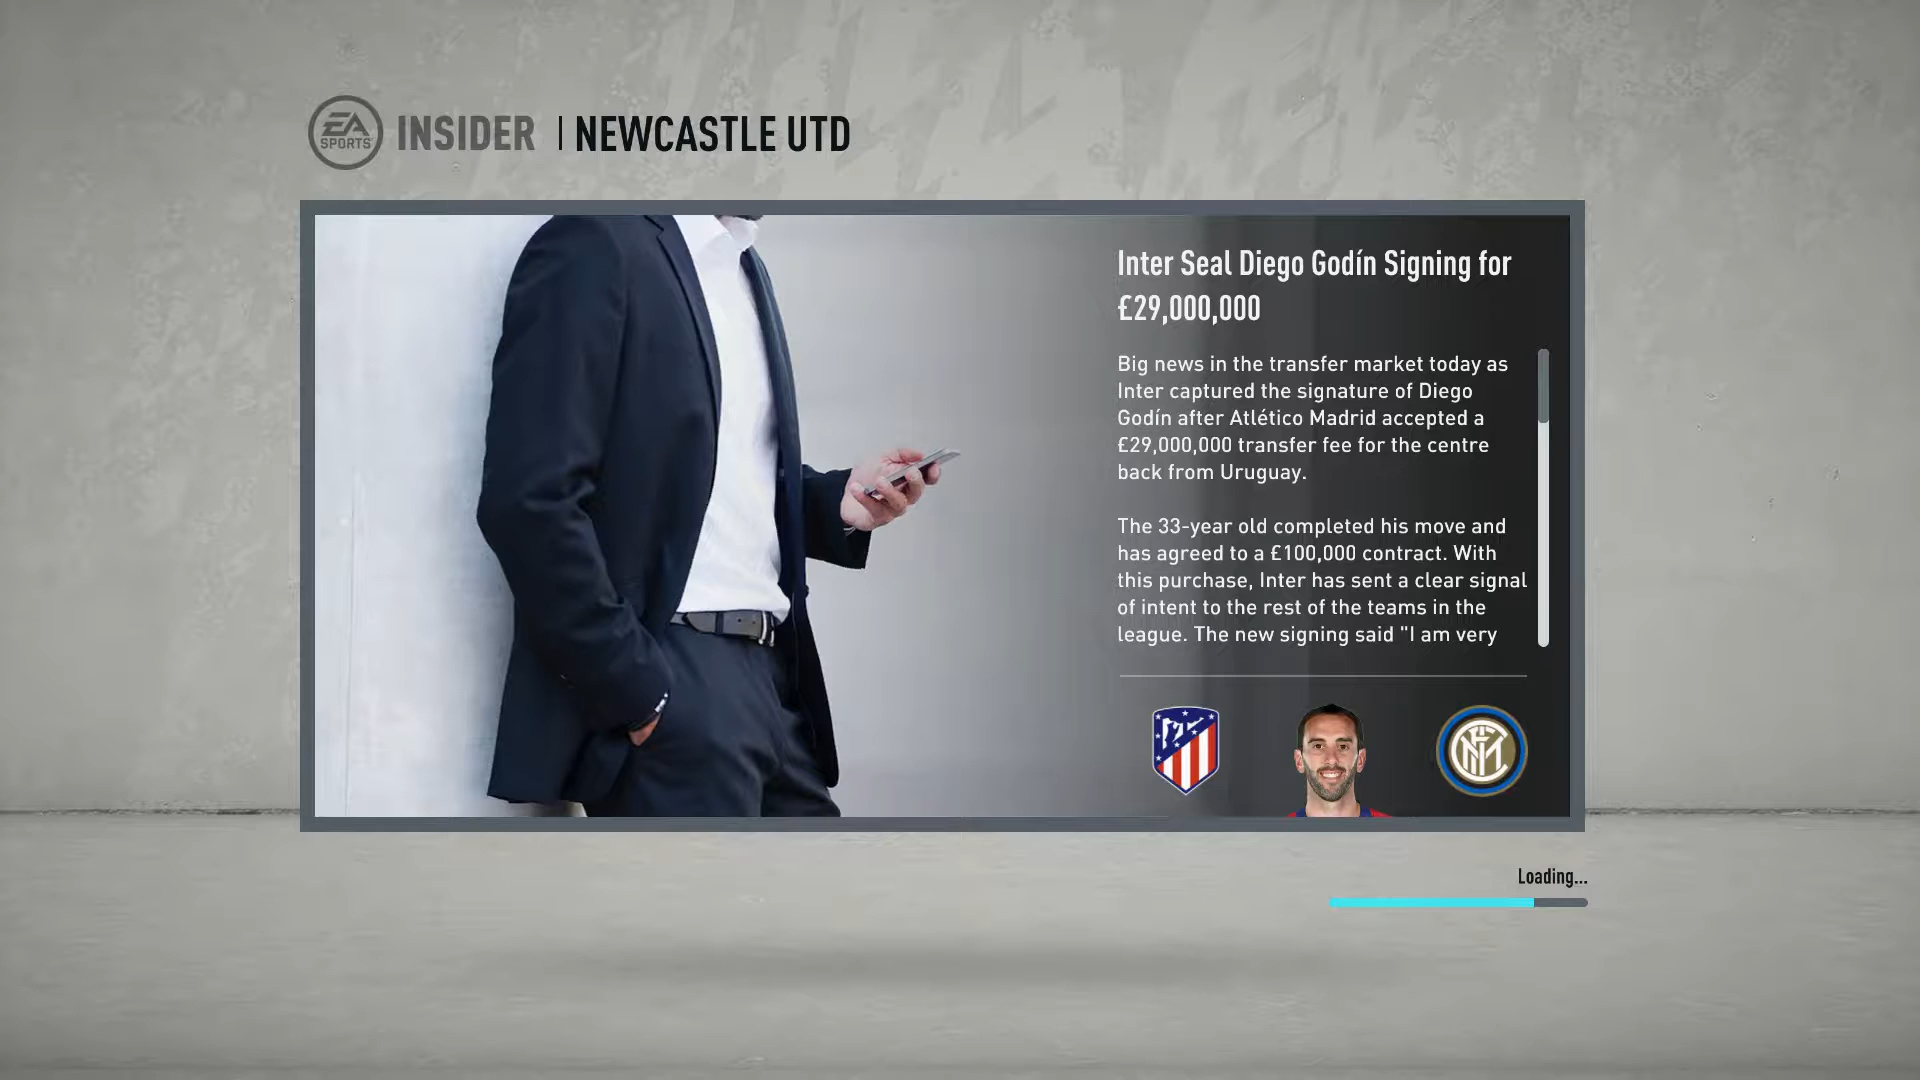 EA SPORTS INSIDER | NEWCASTLE UTD
Inter Seal Diego Godín Signing for
£29,000,000
Big news in the transfer market today as
Inter captured the signature of Diego
Godín after Atlético Madrid accepted a
£29,000,000 transfer fee for the centre
back from Uruguay.
The 33-year old completed his move and
has agreed to a £100,000 contract. With
this purchase, Inter has sent a clear signal
of intent to the rest of the teams in the
league. The new signing said "I am very
Loading...